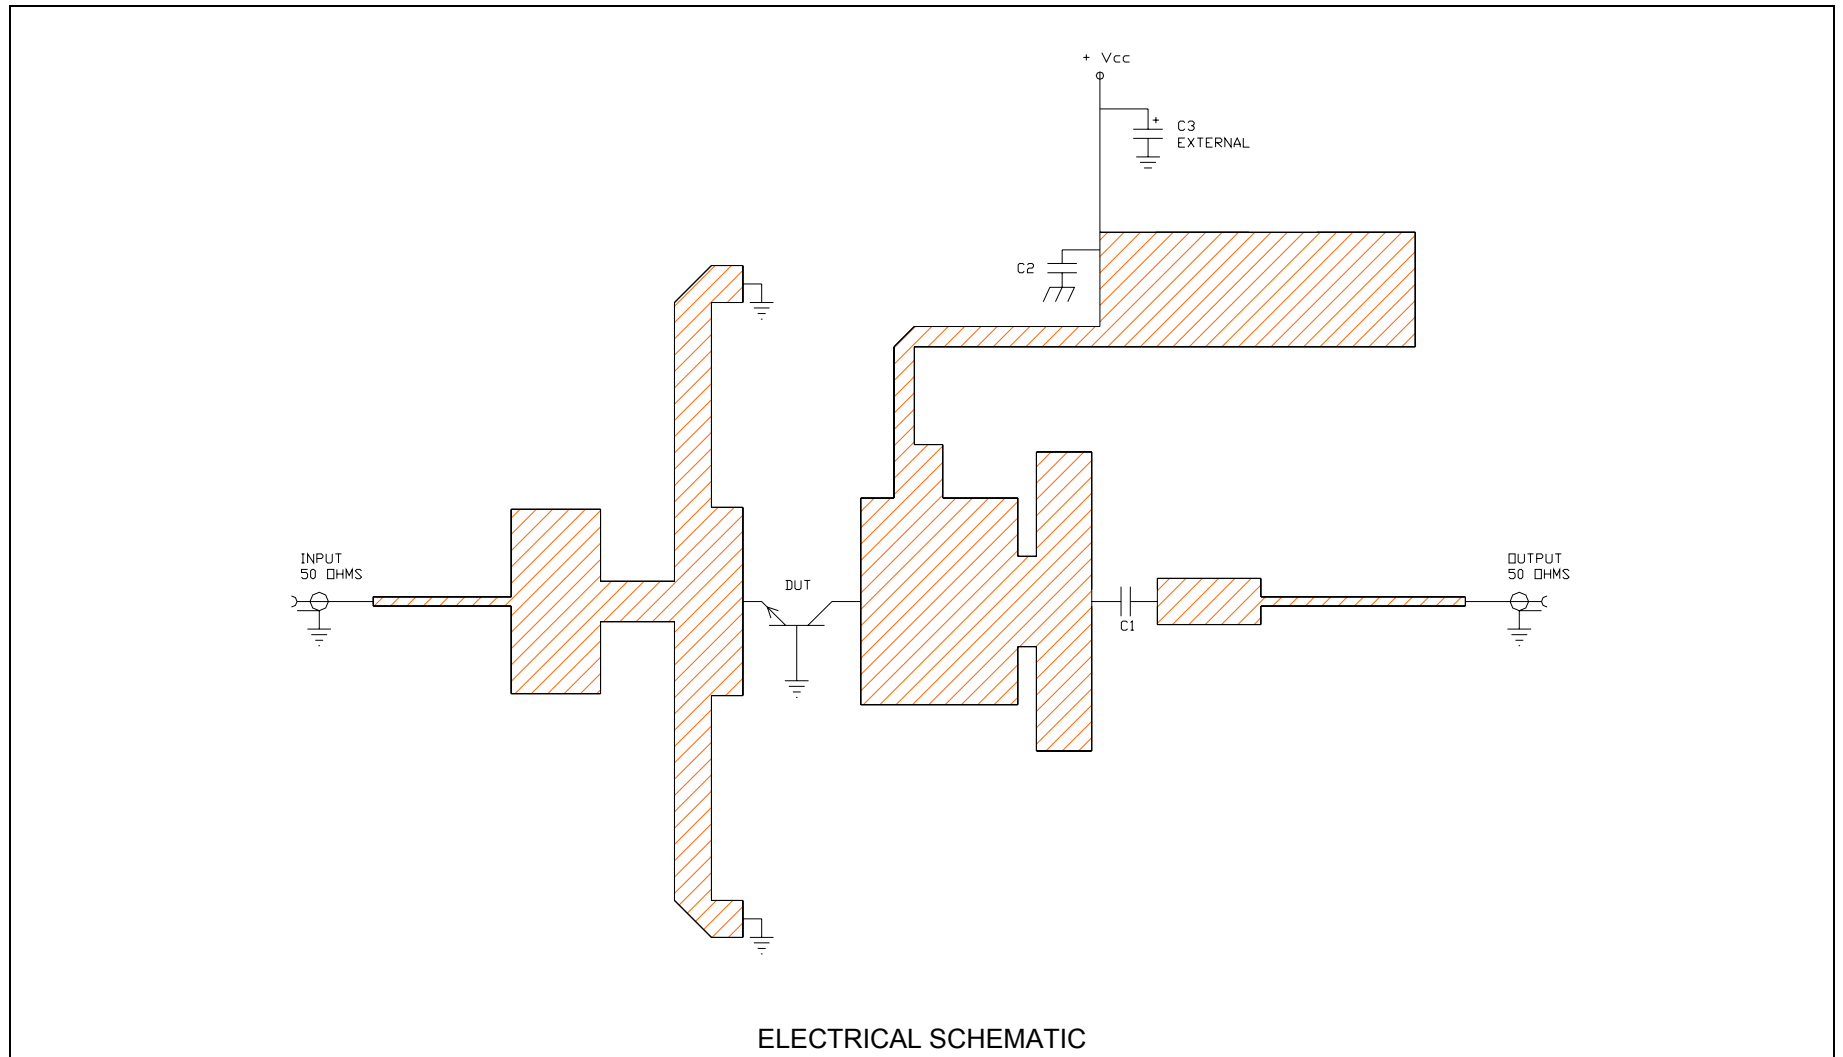 + Vcc
+ C3
EXTERNAL
C2
INPUT
50 OHMS
DUT
OUTPUT
50 OHMS
C1
ELECTRICAL SCHEMATIC